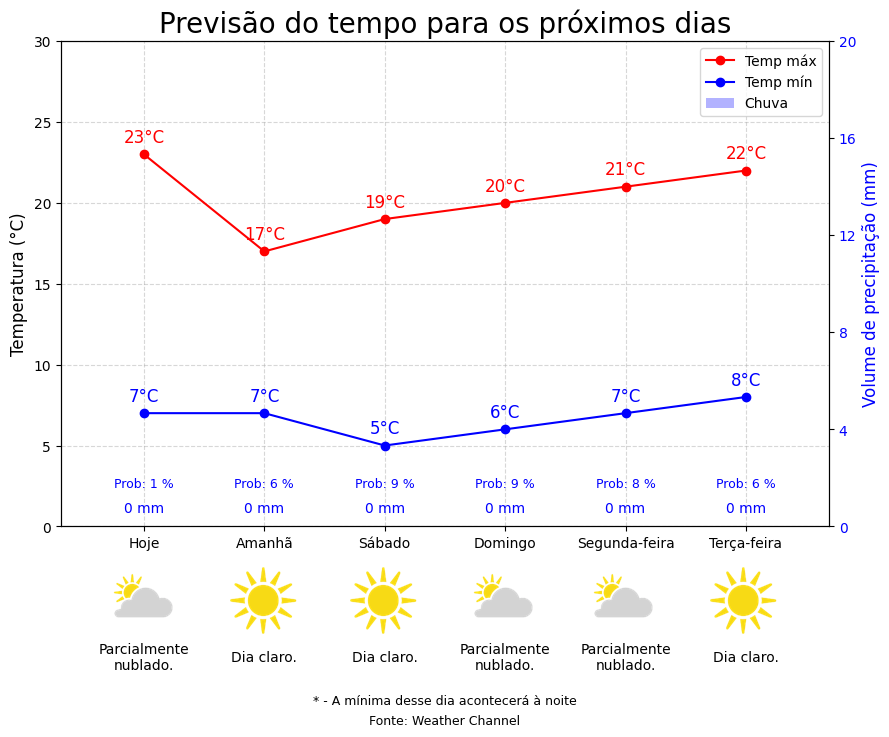 Previsão do tempo para os próximos dias
Temp máx
Temp mín
Chuva
Temperatura (°C)
Volume de precipitação (mm)
30
25
20
15
10
5
0
20
16
12
8
4
0
23°C
17°C
19°C
20°C
21°C
22°C
7°C
7°C
5°C
6°C
7°C
8°C
Prob: 1 %
Prob: 6 %
Prob: 9 %
Prob: 9 %
Prob: 8 %
Prob: 6 %
0 mm
0 mm
0 mm
0 mm
0 mm
0 mm
Hoje
Amanhã
Sábado
Domingo
Segunda-feira
Terça-feira
Parcialmente
nublado.
Dia claro.
Dia claro.
Parcialmente
nublado.
Parcialmente
nublado.
Dia claro.
* - A mínima desse dia acontecerá à noite
Fonte: Weather Channel